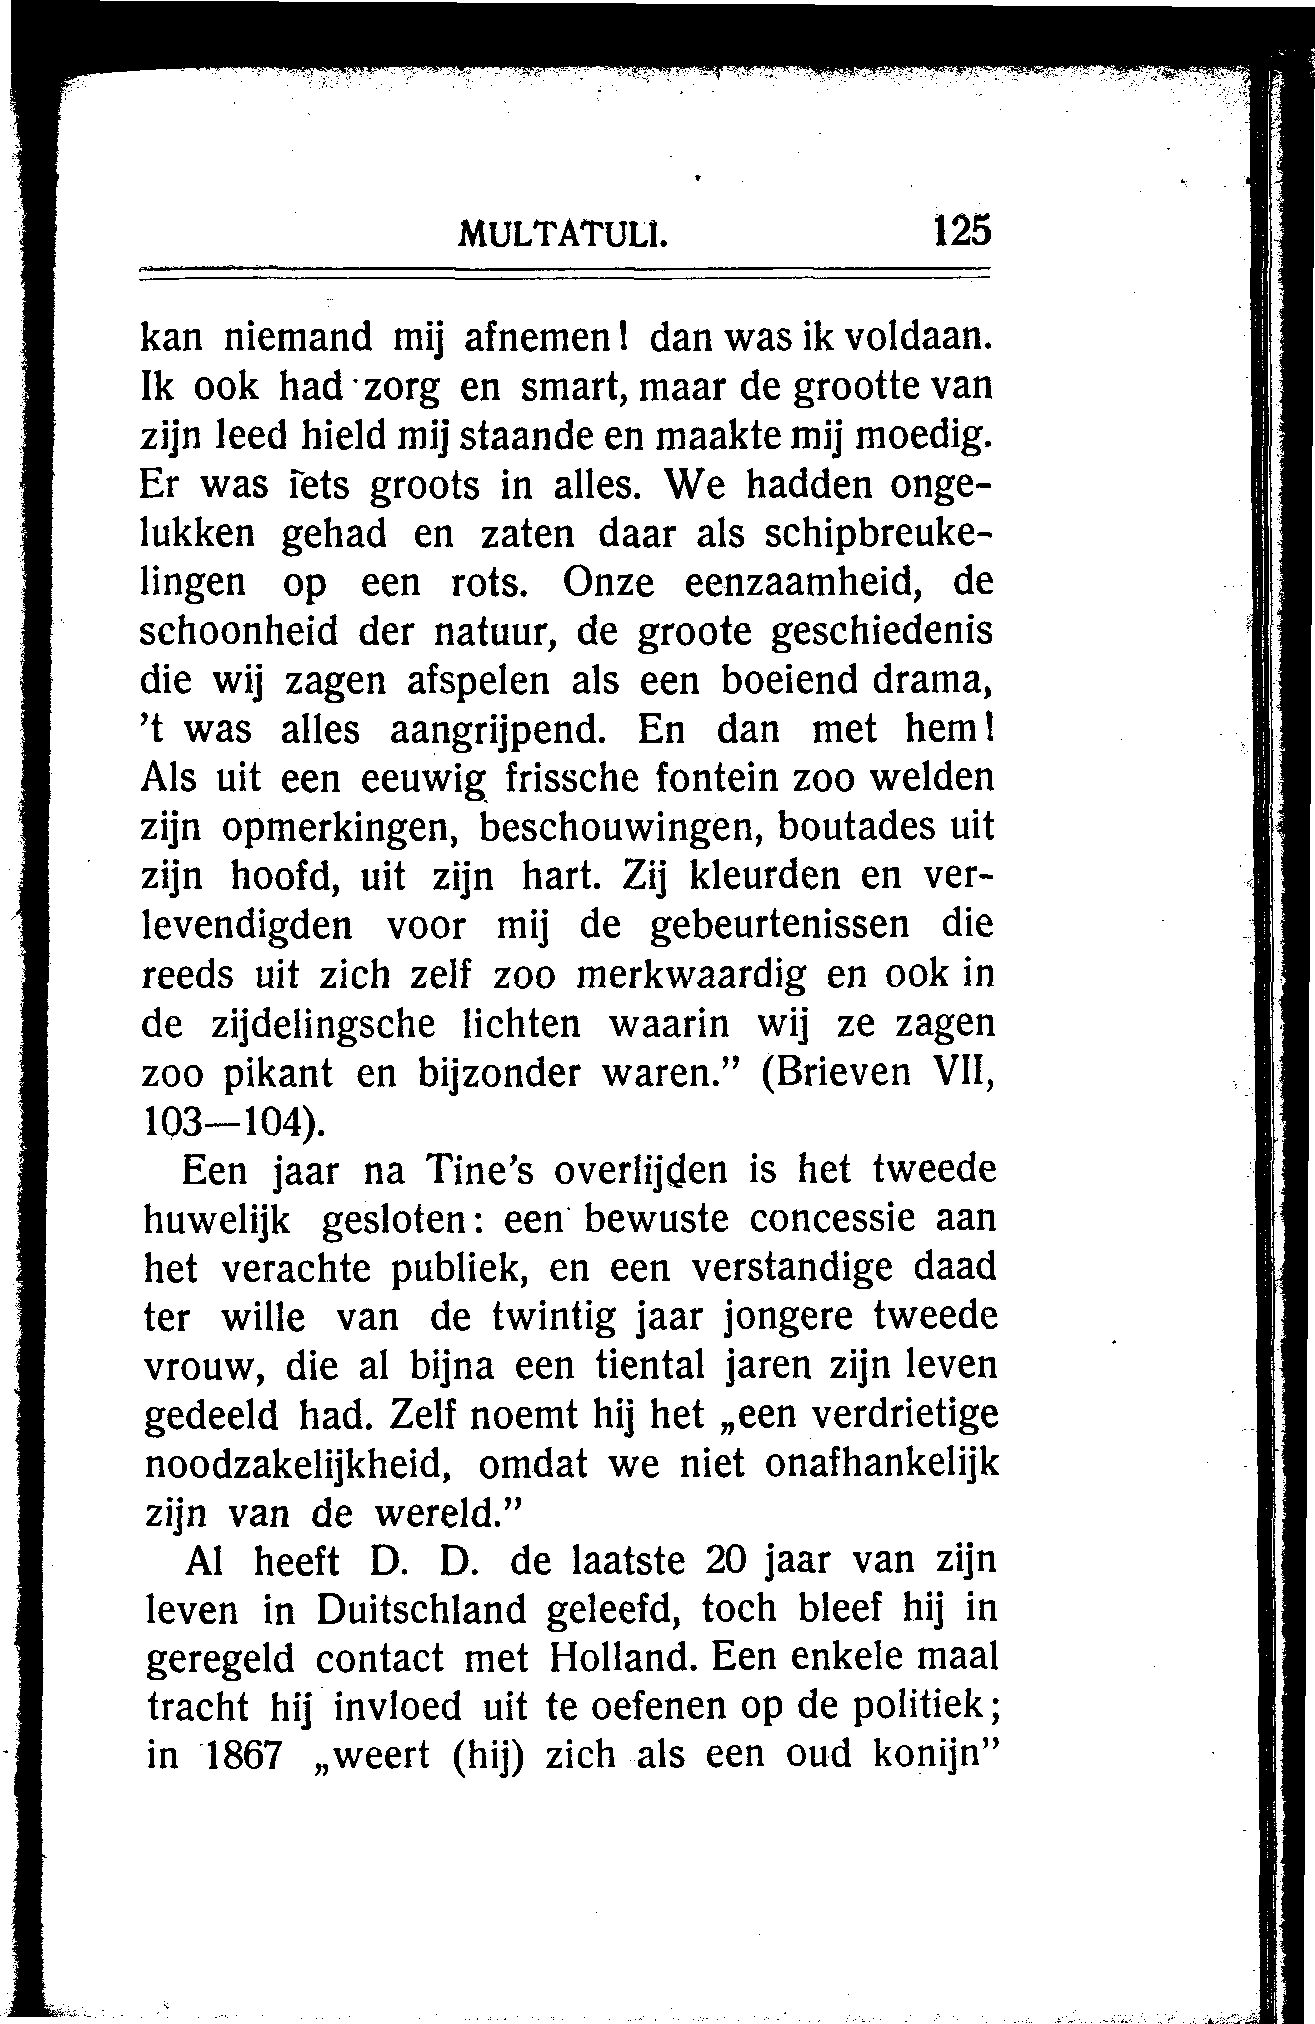 MULTATULI. 125
kan niemand mij afnemen! dan was ik voldaan.
Ik ook had zorg en smart, maar de grootte van
zijn leed hield mij staande en maakte mij moedig.
Er was iets groots in alles. We hadden onge-
lukken gehad en zaten daar als schipbreuke-
lingen op een rots. Onze eenzaamheid, de
schoonheid der natuur, de groote geschiedenis
die wij zagen afspelen als een boeiend drama,
't was alles aangrijpend. En dan met hem!
Als uit een eeuwig frissche fontein zoo welden
zijn opmerkingen, beschouwingen, boutades uit
zijn hoofd, uit zijn hart. Zij kleurden en ver-
levendigden voor mij de gebeurtenissen die
reeds uit zich zelf zoo merkwaardig en ook in
de zijdelingsche lichten waarin wij ze zagen
zoo pikant en bijzonder waren.” (Brieven VII,
103—104).
Een jaar na Tine's overlijden is het tweede
huwelijk gesloten: een bewuste concessie aan
het verachte publiek, en een verstandige daad
ter wille van de twintig jaar jongere tweede
vrouw, die al bijna een tiental jaren zijn leven
gedeeld had. Zelf noemt hij het „een verdrietige
noodzakelijkheid, omdat we niet onafhankelijk
zijn van de wereld.”
Al heeft D. D. de laatste 20 jaar van zijn
leven in Duitschland geleefd, toch bleef hij in
geregeld contact met Holland. Een enkele maal
tracht hij invloed uit te oefenen op de politiek;
in 1867 „weert (hij) zich als een oud konijn”